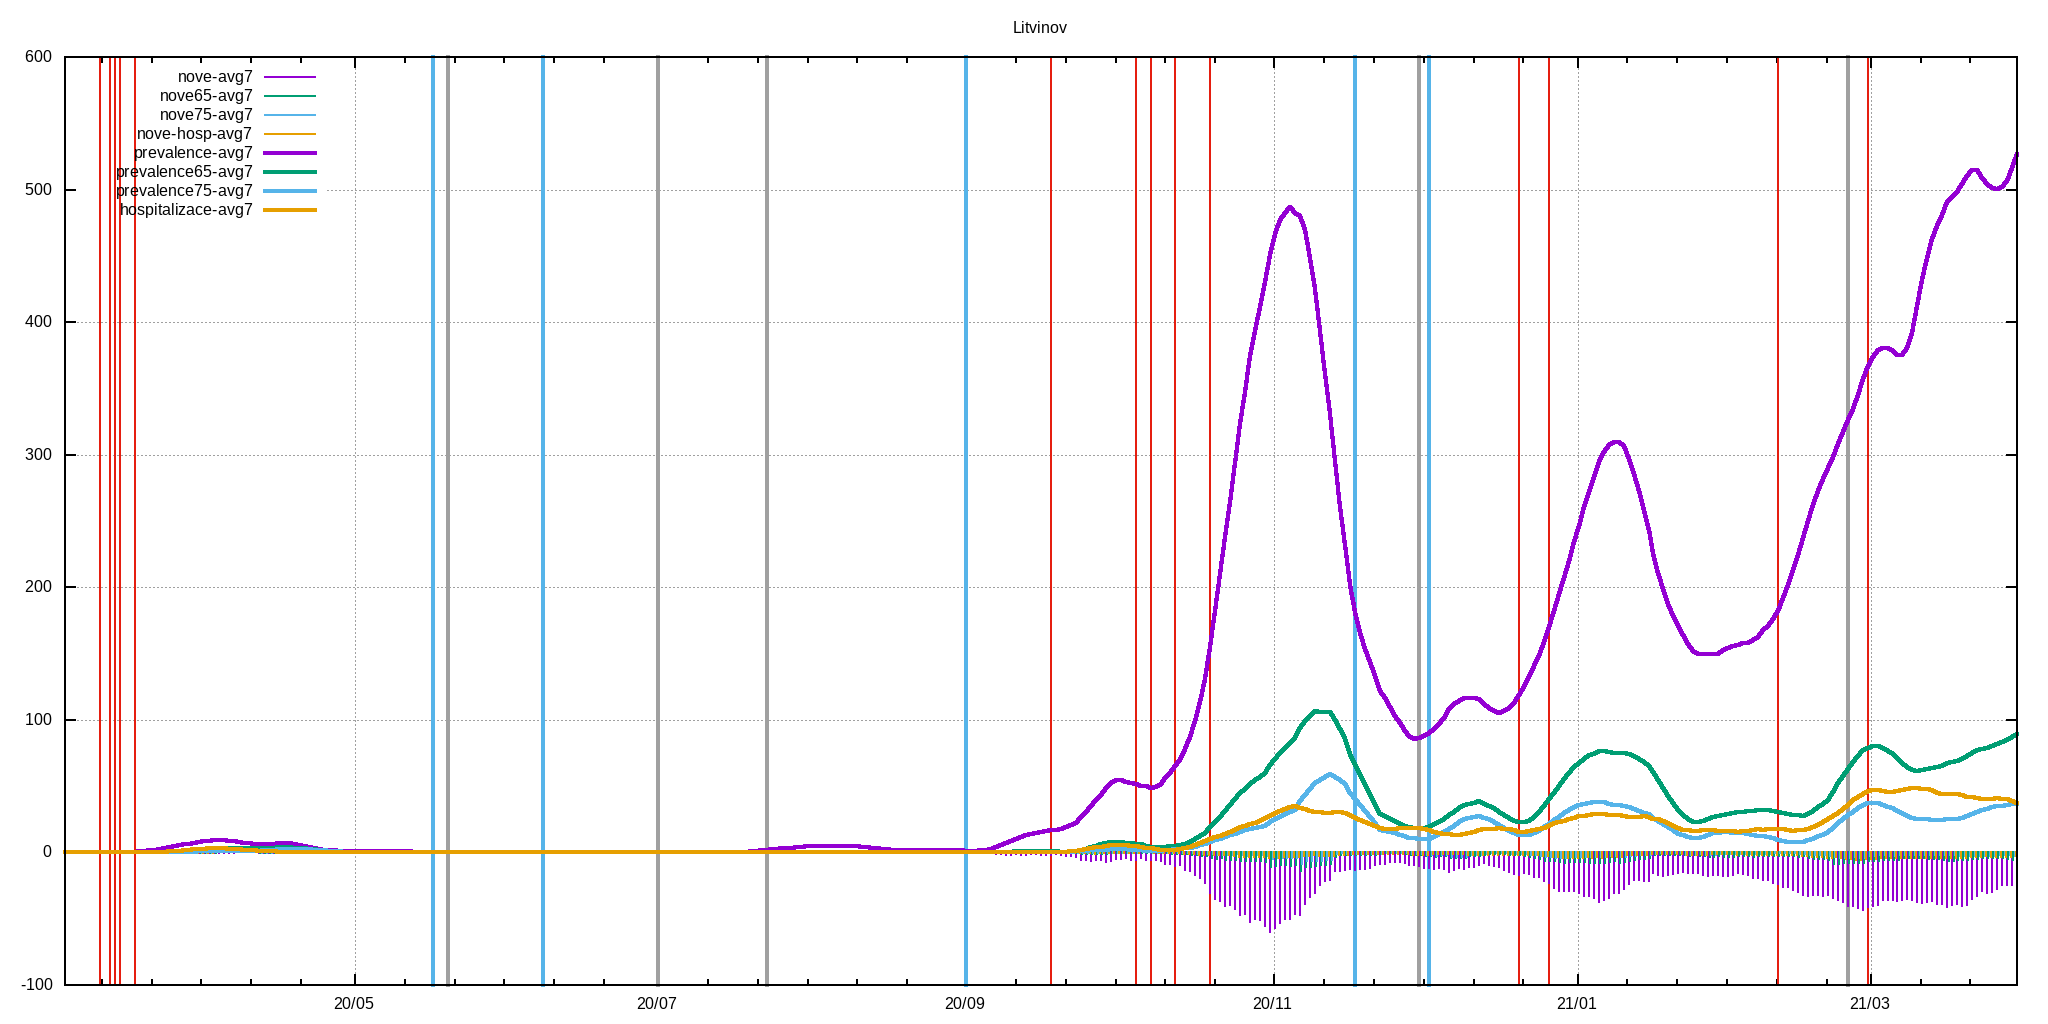 Litvinov
600
500
400
300
200
100
0
-100
nove-avg7
nove65-avg7
nove75-avg7
nove-hosp-avg7
prevalence-avg7
prevalence65-avg7
prevalence75-avg7
hospitalizace-avg7
20/05 20/07 20/09 20/11 21/01 21/03